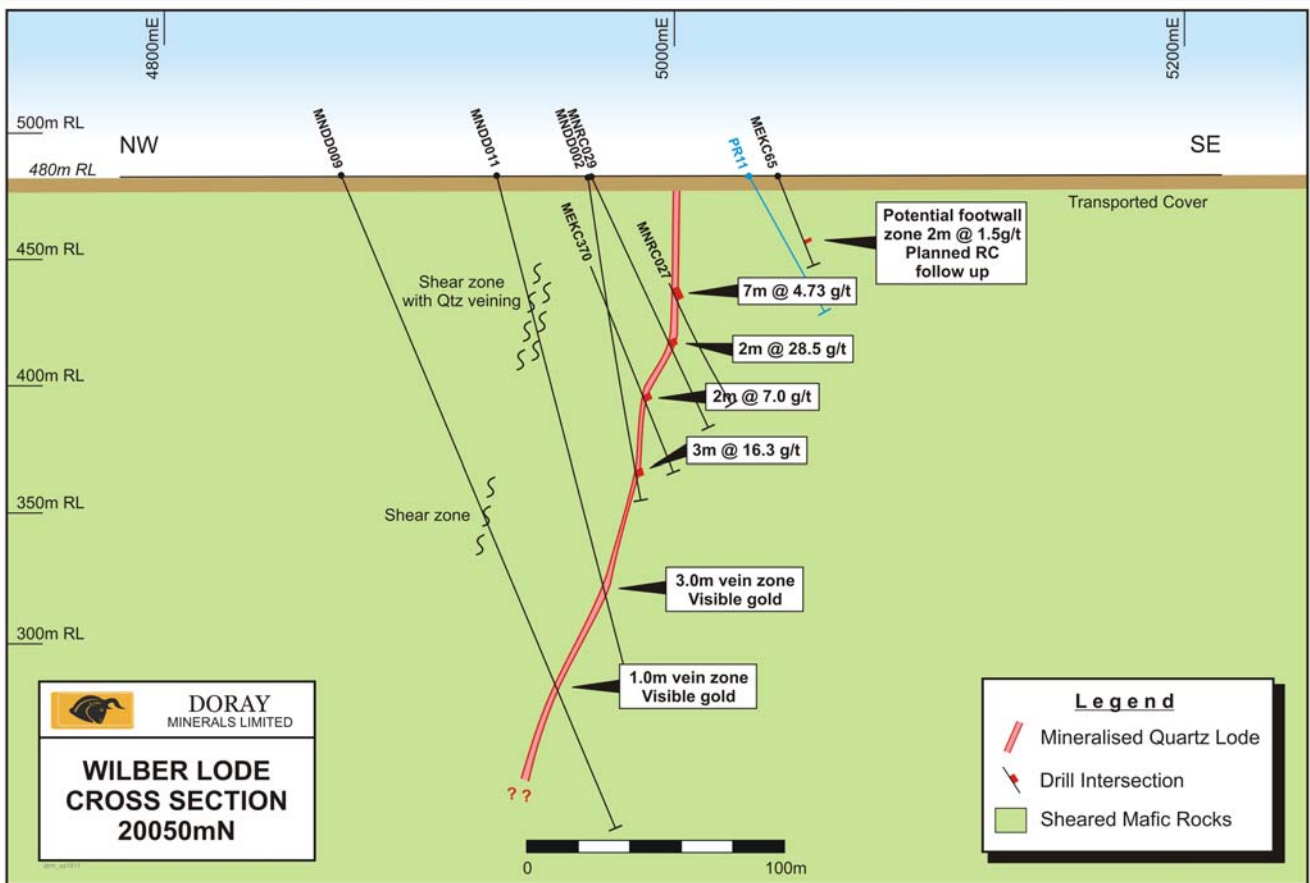 4800mE
5000mE
5200mE
500m RL
NW
SE
480m RL
MNDD009
MNDD011
MNDD002
MNRC029
PR11
MEKC65
Transported Cover
MEKC370
MNRC027
Potential footwall
zone 2m @ 1.5g/t
Planned RC
follow up
450m RL
Shear zone
with Qtz veining
7m @ 4.73 g/t
2m @ 28.5 g/t
400m RL
2m @ 7.0 g/t
3m @ 16.3 g/t
350m RL
Shear zone
3.0m vein zone
Visible gold
300m RL
1.0m vein zone
Visible gold
? ?
DORAY
MINERALS LIMITED
WILBER LODE
CROSS SECTION
20050mN
0
100m
Legend
Mineralised Quartz Lode
Drill Intersection
Sheared Mafic Rocks